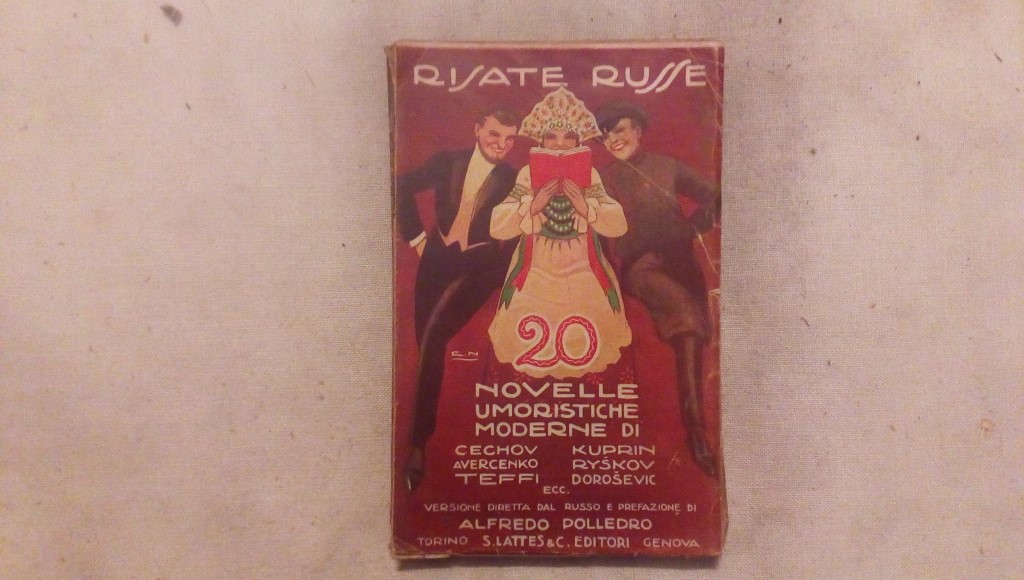 RISATE RUSSE
20
C.N
NOVELLE
UMORISTICHE
MODERNE DI
CECHOV KUPRIN
AVERCENKO RYŠKOV
TEFFI DOROŠEVIC
ECC.
VERSIONE DIRETTA DAL RUSSO E PREFAZIONE DI
ALFREDO POLLEDRO
TORINO S. LATTES & C. EDITORI GENOVA